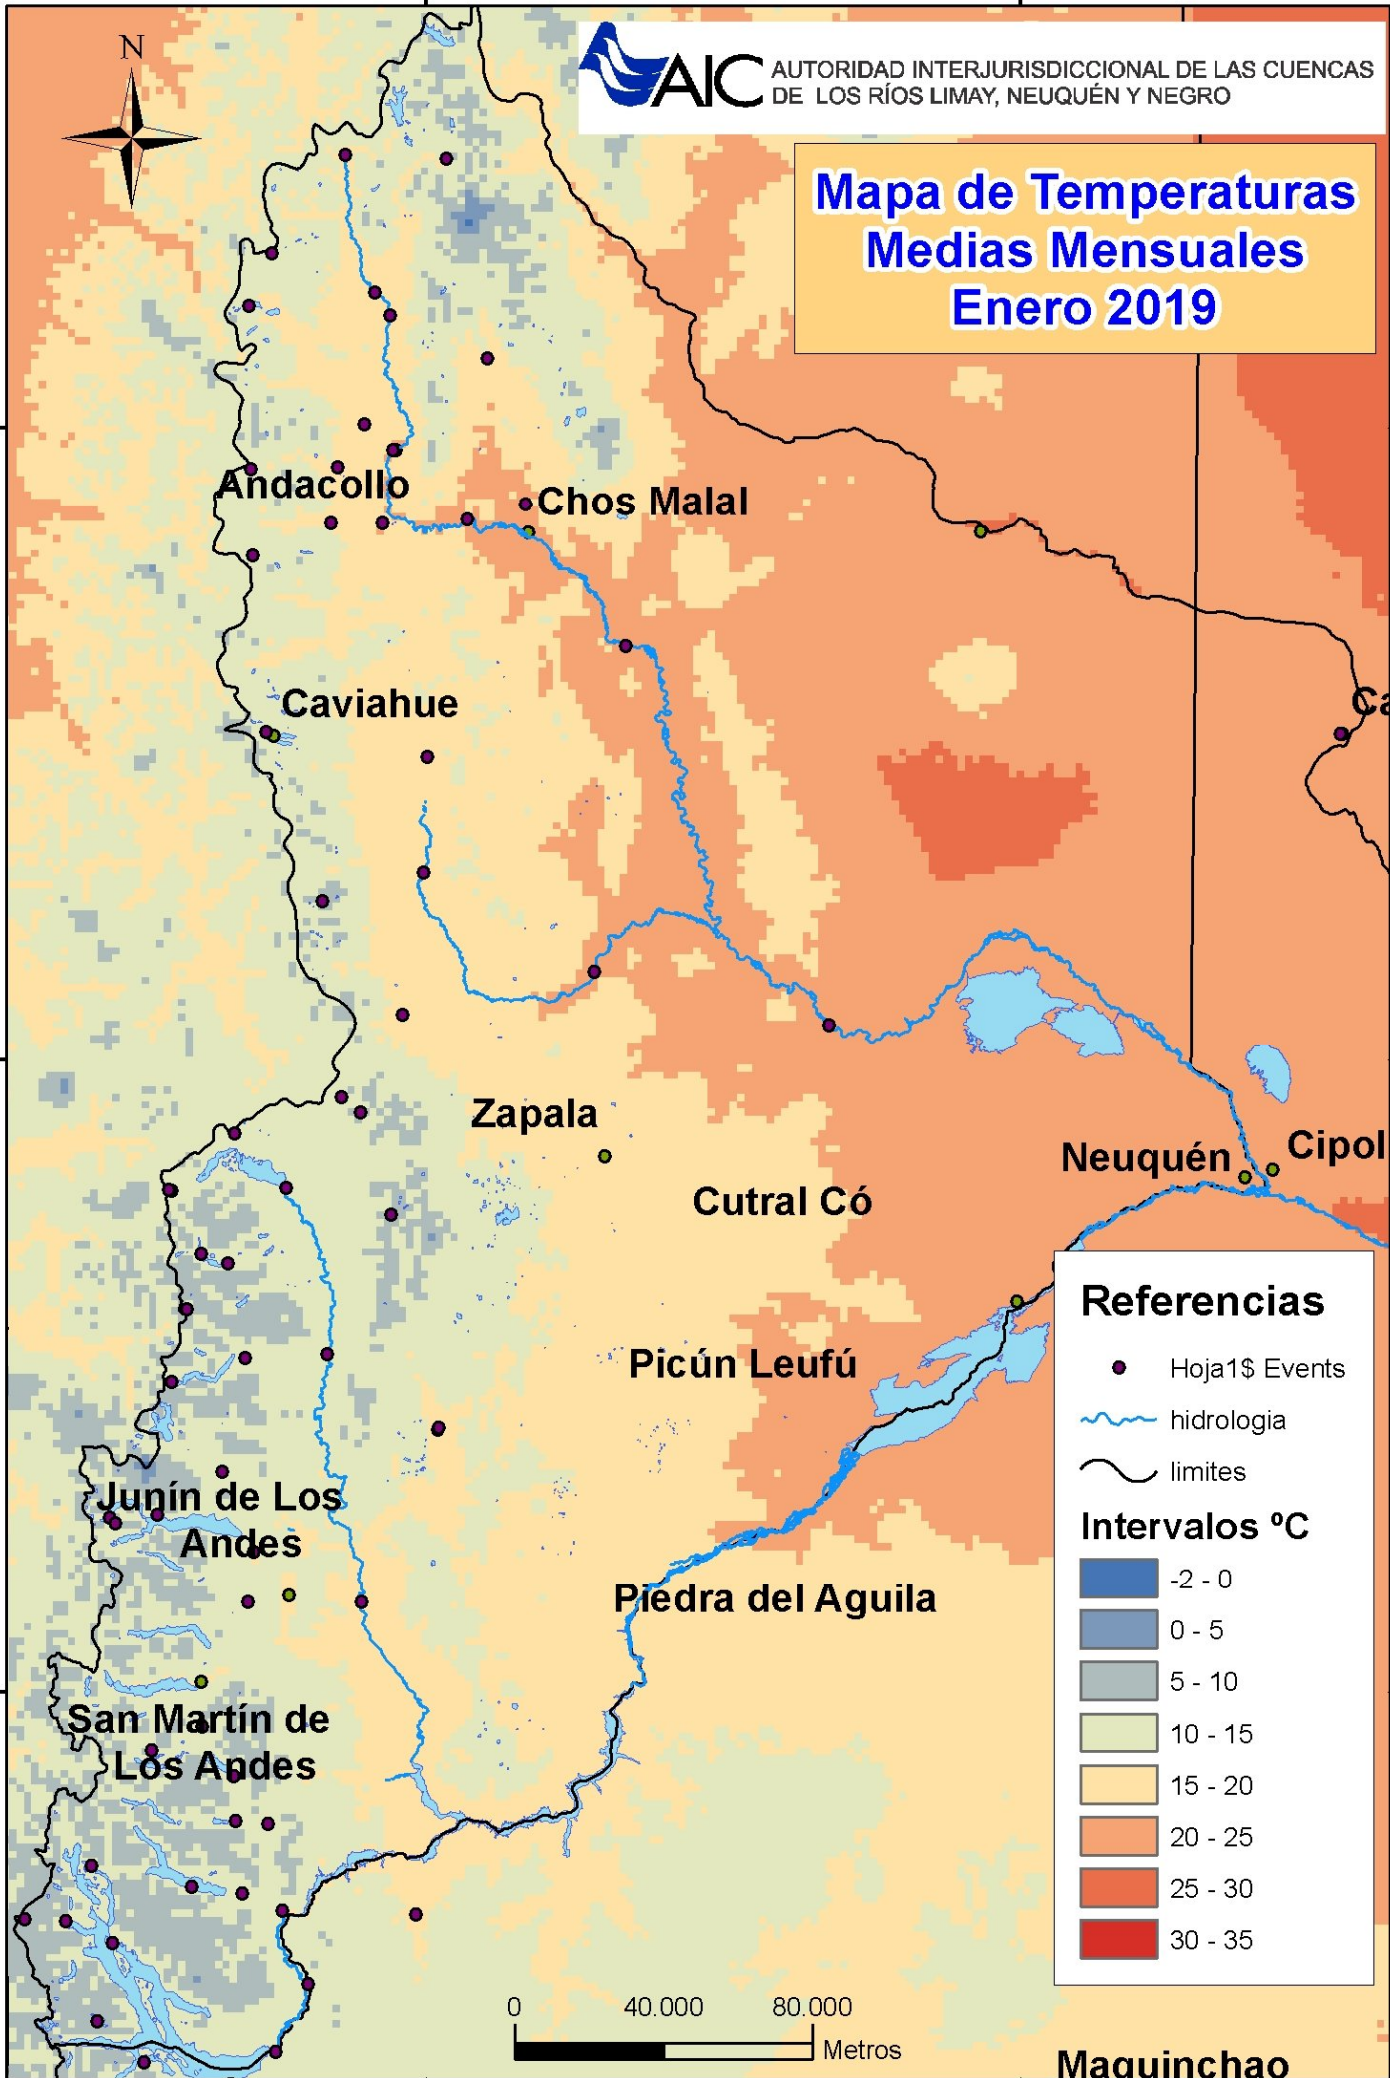 N
AIC
AUTORIDAD INTERJURISDICCIONAL DE LAS CUENCAS
DE LOS RÍOS LIMAY, NEUQUÉN Y NEGRO
Mapa de Temperaturas
Medias Mensuales
Enero 2019
Andacollo
Chos Malal
Caviahue
Ca
Zapala
Neuquén
Cipol
Cutral Có
Picún Leufú
Junín de Los
Andes
Piedra del Aguila
San Martín de
Los Andes
Referencias
Hoja1$ Events
hidrologia
limites
Intervalos ºC
-2 - 0
0 - 5
5 - 10
10 - 15
15 - 20
20 - 25
25 - 30
30 - 35
0 40.000 80.000
Metros
Maquinchao